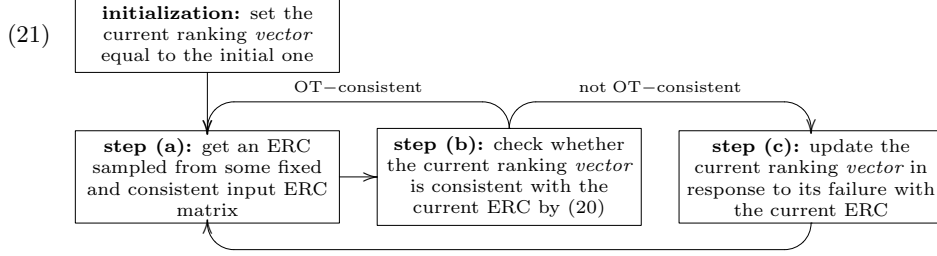 initialization: set the
(21)
current ranking vector
equal to the initial one
OT−consistent
not OT−consistent
step (a): get an ERC
sampled from some fixed
and consistent input ERC
matrix
step (b): check whether
the current ranking vector
is consistent with the
current ERC by (20)
step (c): update the
current ranking vector in
response to its failure with
the current ERC